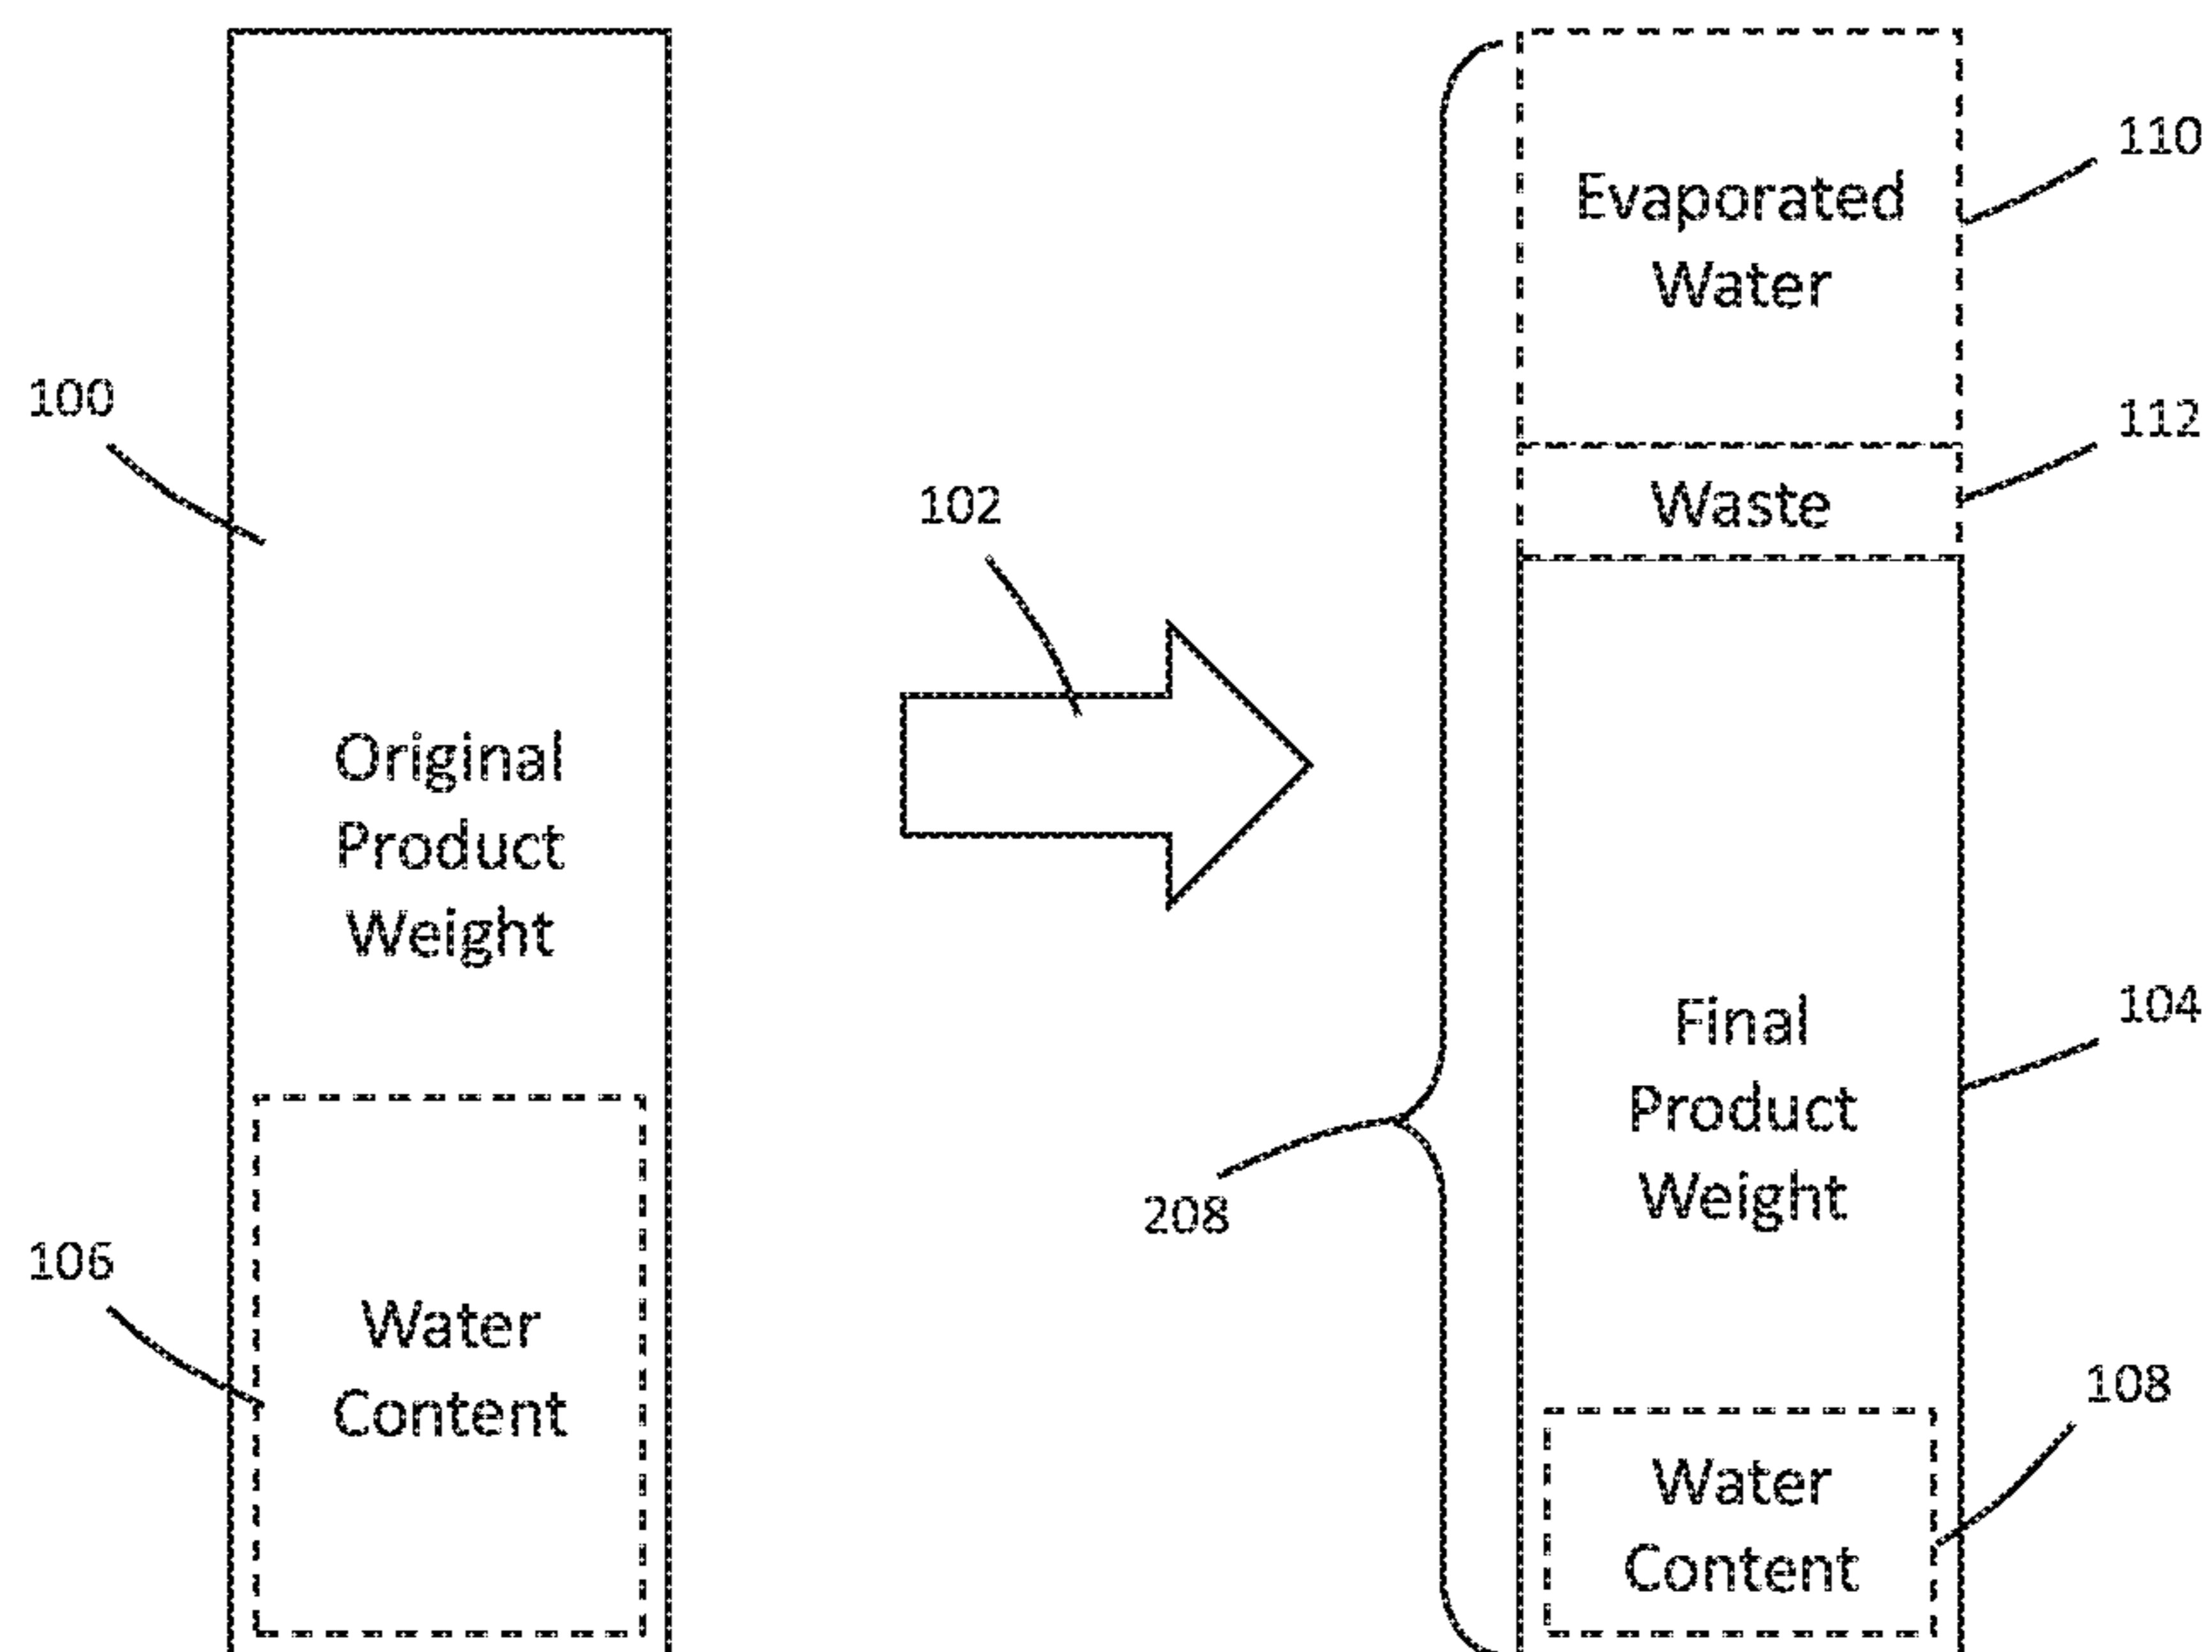 100
Original
Product
Weight
106
Water
Content
102
208
Evaporated
Water
110
Waste
112
Final
Product
Weight
104
Water
Content
108